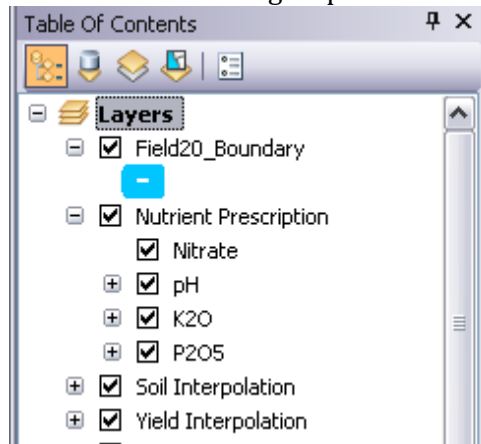 Table Of Contents
Layers
Field20_Boundary
Nutrient Prescription
Nitrate
pH
K2O
P2O5
Soil Interpolation
Yield Interpolation